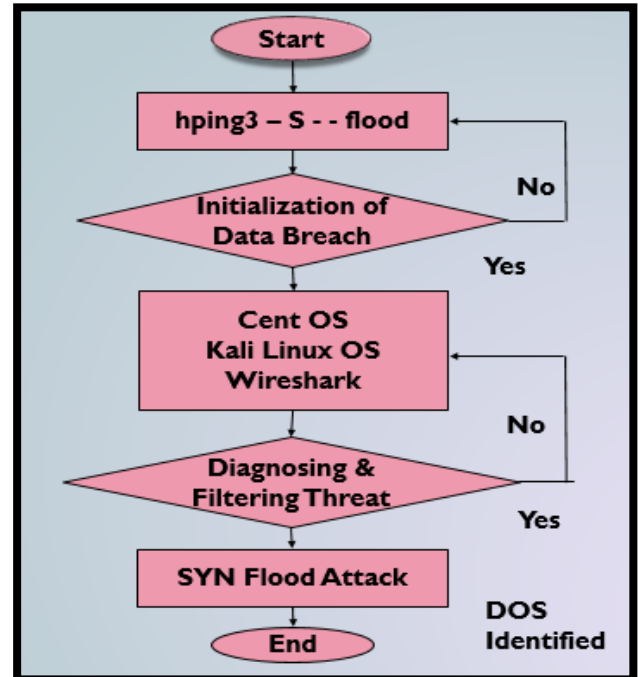 Start
hping3 – S - - flood
No
Initialization of
Data Breach
Yes
Cent OS
Kali Linux OS
Wireshark
No
Diagnosing &
Filtering Threat
Yes
SYN Flood Attack
DOS
Identified
End